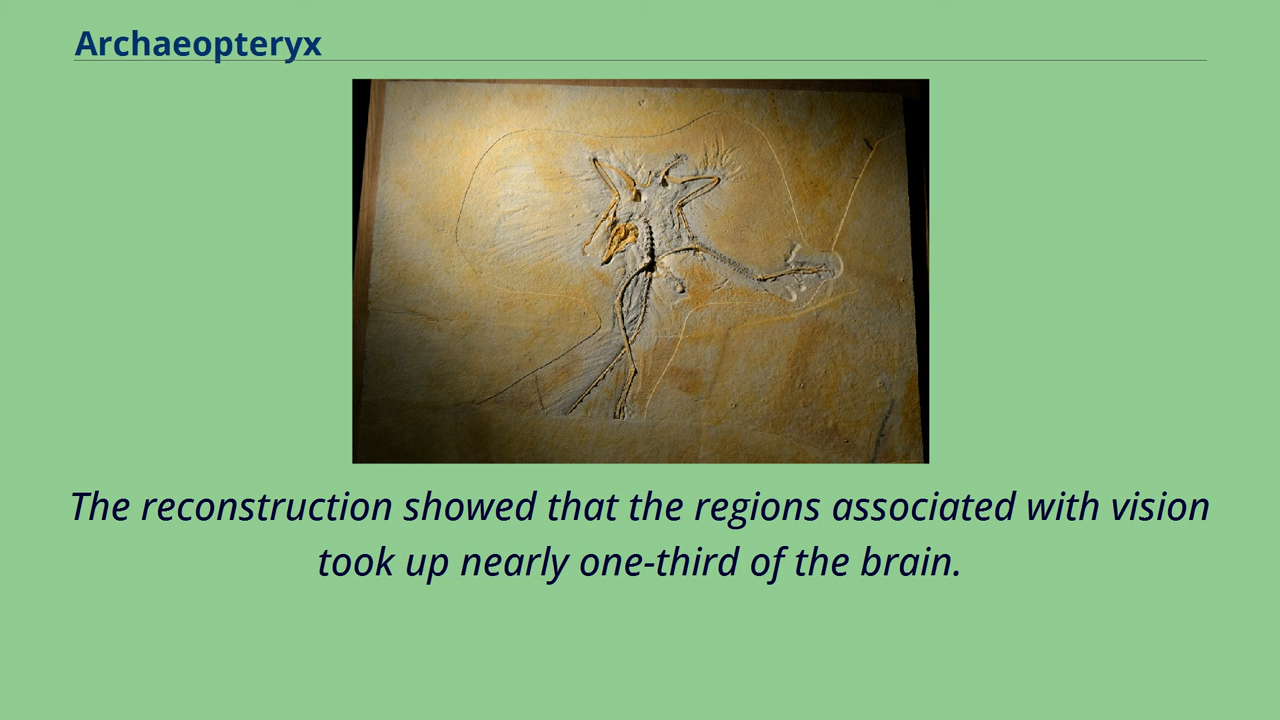 Archaeopteryx
The reconstruction showed that the regions associated with vision
took up nearly one-third of the brain.